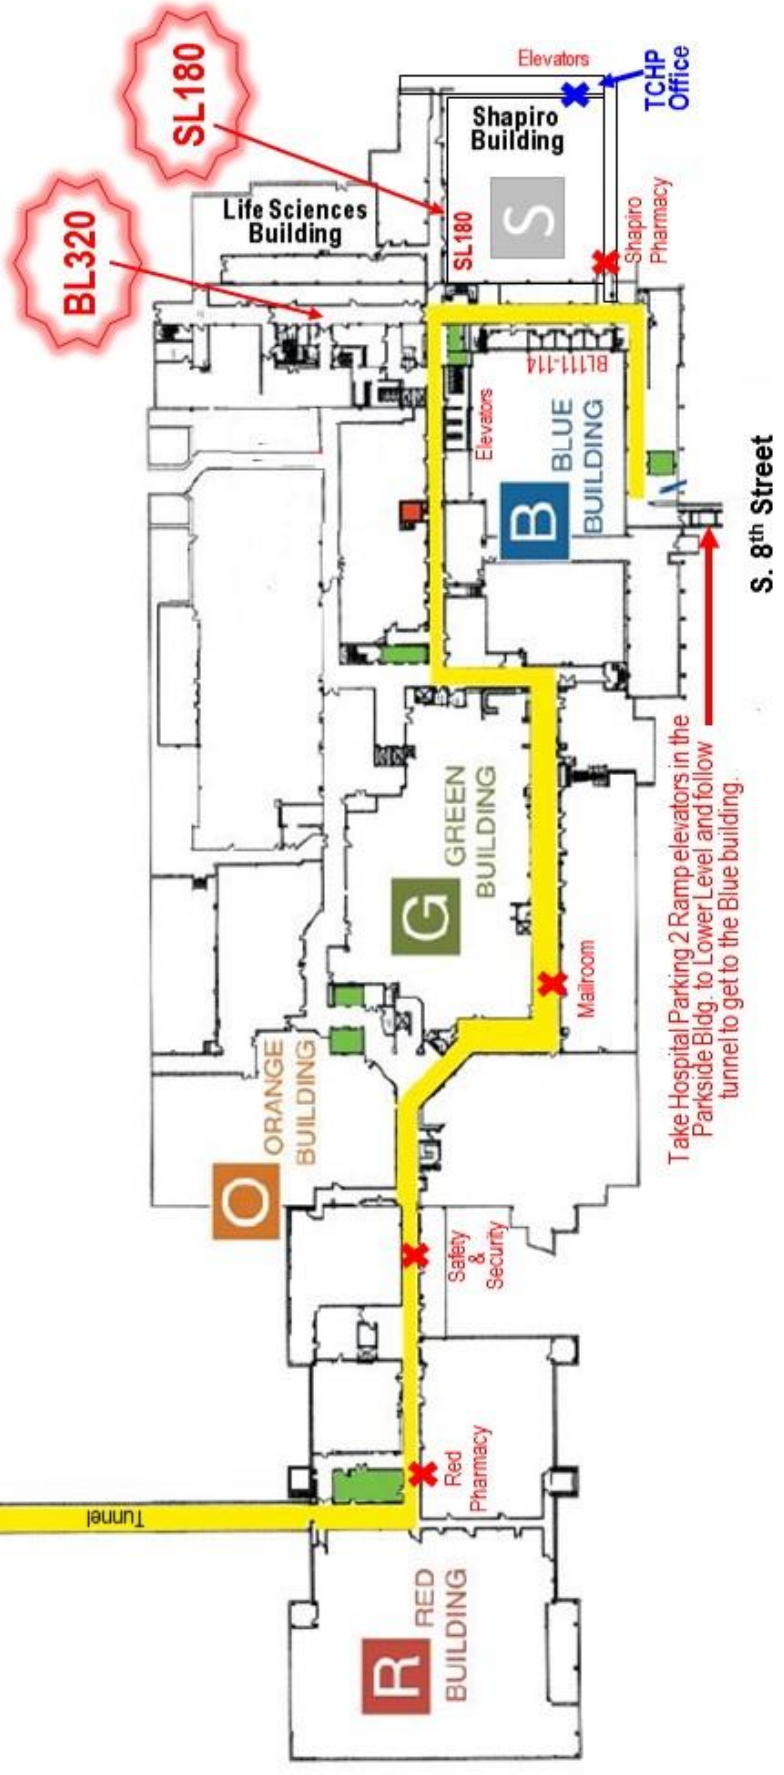 SL180
BL320
Elevators
TCHP
Office
Shapiro
Building
S
SL180
Life Sciences
Building
Shapiro
Pharmacy
BL111-114
Elevators
B
BLUE
BUILDING
S. 8th Street
Take Hospital Parking 2 Ramp elevators in the
Parkside Bldg. to Lower Level and follow
tunnel to get to the Blue building.
G
GREEN
BUILDING
Mailroom
O
ORANGE
BUILDING
Safety
&
Security
Red
Pharmacy
Tunnel
R
RED
BUILDING